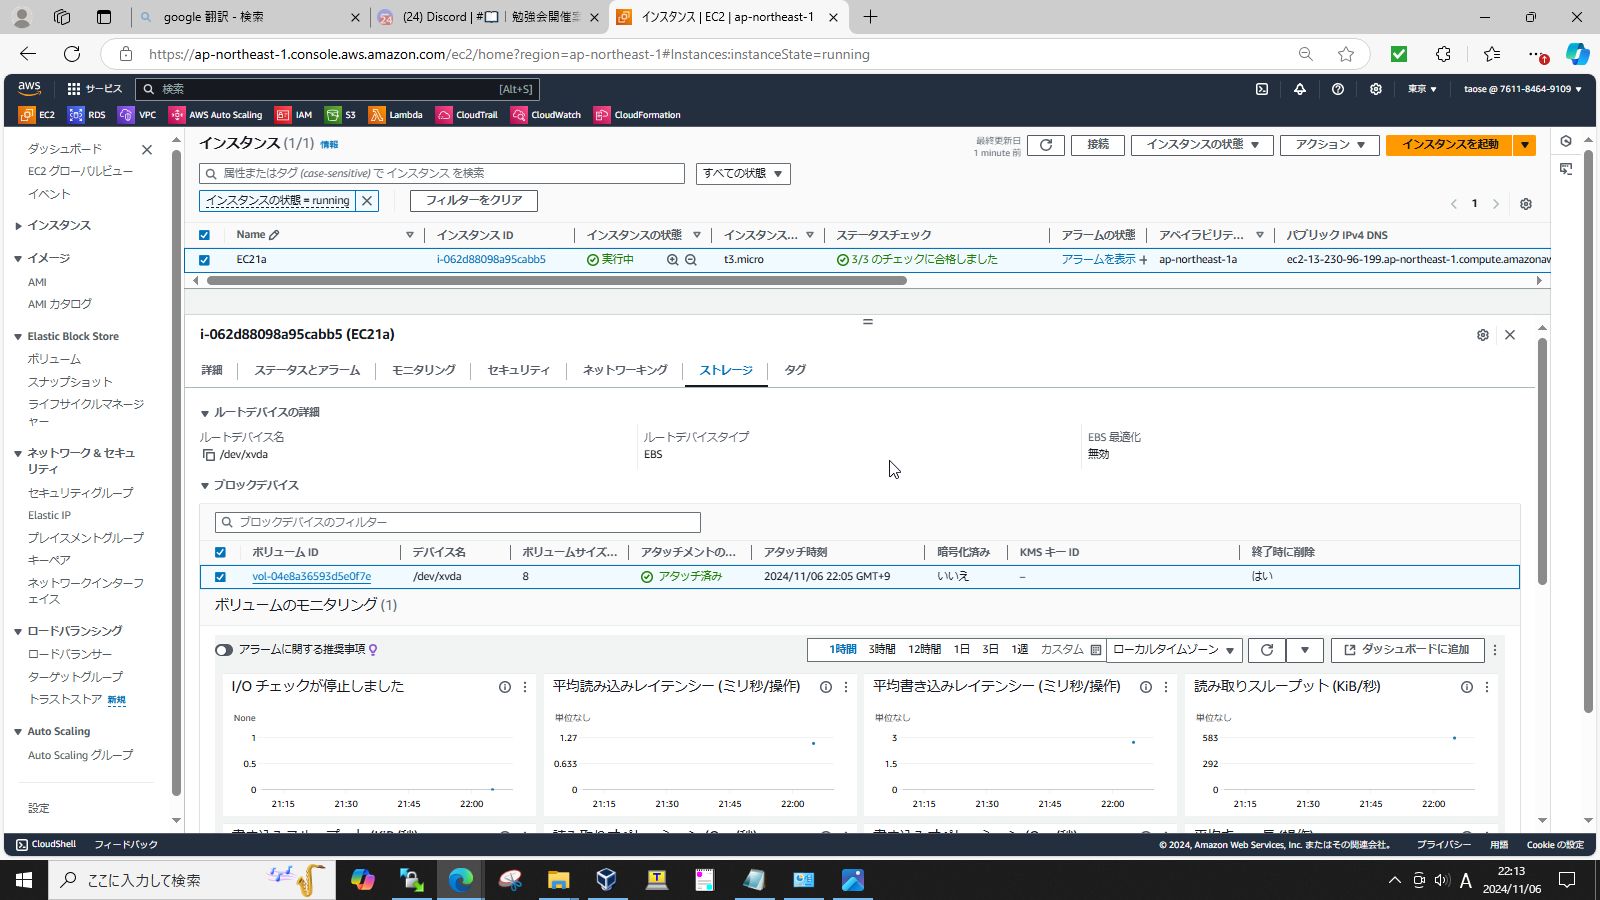 google 翻訳 - 検索
(24) Discord | #📖｜勉強会開催案
インスタンス | EC2 | ap-northeast-1
https://ap-northeast-1.console.aws.amazon.com/ec2/home?region=ap-northeast-1#Instances:instanceState=running
aws サービス 検索 [Alt+S] 東京 taose @ 7611-8464-9109
EC2 RDS VPC AWS Auto Scaling IAM S3 Lambda CloudTrail CloudWatch CloudFormation
ダッシュボード
EC2 グローバルビュー
イベント
インスタンス
イメージ
AMI
AMI カタログ
Elastic Block Store
ボリューム
スナップショット
ライフサイクルマネージ
ャー
ネットワーク & セキュ
リティ
セキュリティグループ
Elastic IP
プレイスメントグループ
キーペア
ネットワークインターフ
ェイス
ロードバランシング
ロードバランサー
ターゲットグループ
トラストストア 新規
Auto Scaling
Auto Scaling グループ
設定
インスタンス (1/1) 情報
最終更新日
1 minute 前
接続 インスタンスの状態 アクション インスタンスを起動
属性またはタグ (case-sensitive) で インスタンス を検索 すべての状態
インスタンスの状態 = running フィルターをクリア
1
Name インスタンス ID インスタンスの状態 インスタンス... ステータスチェック アラームの状態 アベイラビリテ... パブリック IPv4 DNS
EC21a i-062d88098a95cabb5 実行中 t3.micro 3/3 のチェックに合格しました アラームを表示 ap-northeast-1a ec2-13-230-96-199.ap-northeast-1.compute.amazonaw
i-062d88098a95cabb5 (EC21a)
詳細 ステータスとアラーム モニタリング セキュリティ ネットワーキング ストレージ タグ
ルートデバイスの詳細
ルートデバイス名 ルートデバイスタイプ EBS 最適化
/dev/xvda EBS 無効
ブロックデバイス
ブロックデバイスのフィルター
ボリューム ID デバイス名 ボリュームサイズ... アタッチメントの... アタッチ時刻 暗号化済み KMS キー ID 終了時に削除
vol-04e8a36593d5e0f7e /dev/xvda 8 アタッチ済み 2024/11/06 22:05 GMT+9 いいえ – はい
ボリュームのモニタリング (1)
アラームに関する推奨事項 1時間 3時間 12時間 1日 3日 1週 カスタム ローカルタイムゾーン ダッシュボードに追加
I/O チェックが停止しました
None
1
0.5
0
21:15 21:30 21:45 22:00
平均読み込みレイテンシー (ミリ秒/操作)
単位なし
1.27
0.633
0
21:15 21:30 21:45 22:00
平均書き込みレイテンシー (ミリ秒/操作)
単位なし
3
1.5
0
21:15 21:30 21:45 22:00
読み取りスループット (KiB/秒)
単位なし
583
292
0
21:15 21:30 21:45 22:00
CloudShell フィードバック
© 2024, Amazon Web Services, Inc. またはその関連会社。 プライバシー 用語 Cookie の設定
ここに入力して検索
A
22:13
2024/11/06